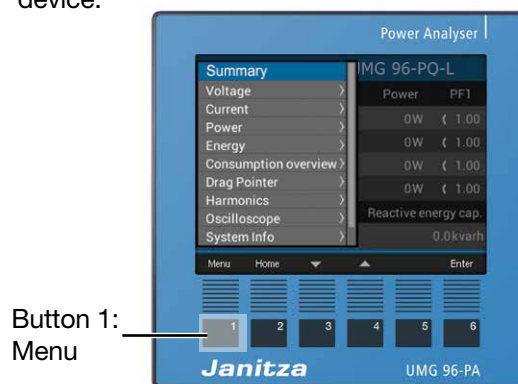 device.
Power Analyser
Summary
UMG 96-PQ-L
Voltage
Power PF1
Current
0W 1.00
Power
Energy
0W 1.00
Consumption overview
0W 1.00
Drag Pointer
0W 1.00
Harmonics
Oscilloscope
Reactive energy cap.
System Info
0.0kvarh
Menu Home Enter
1 2 3 4 5 6
Button 1:
Menu
Janitza
UMG 96-PA